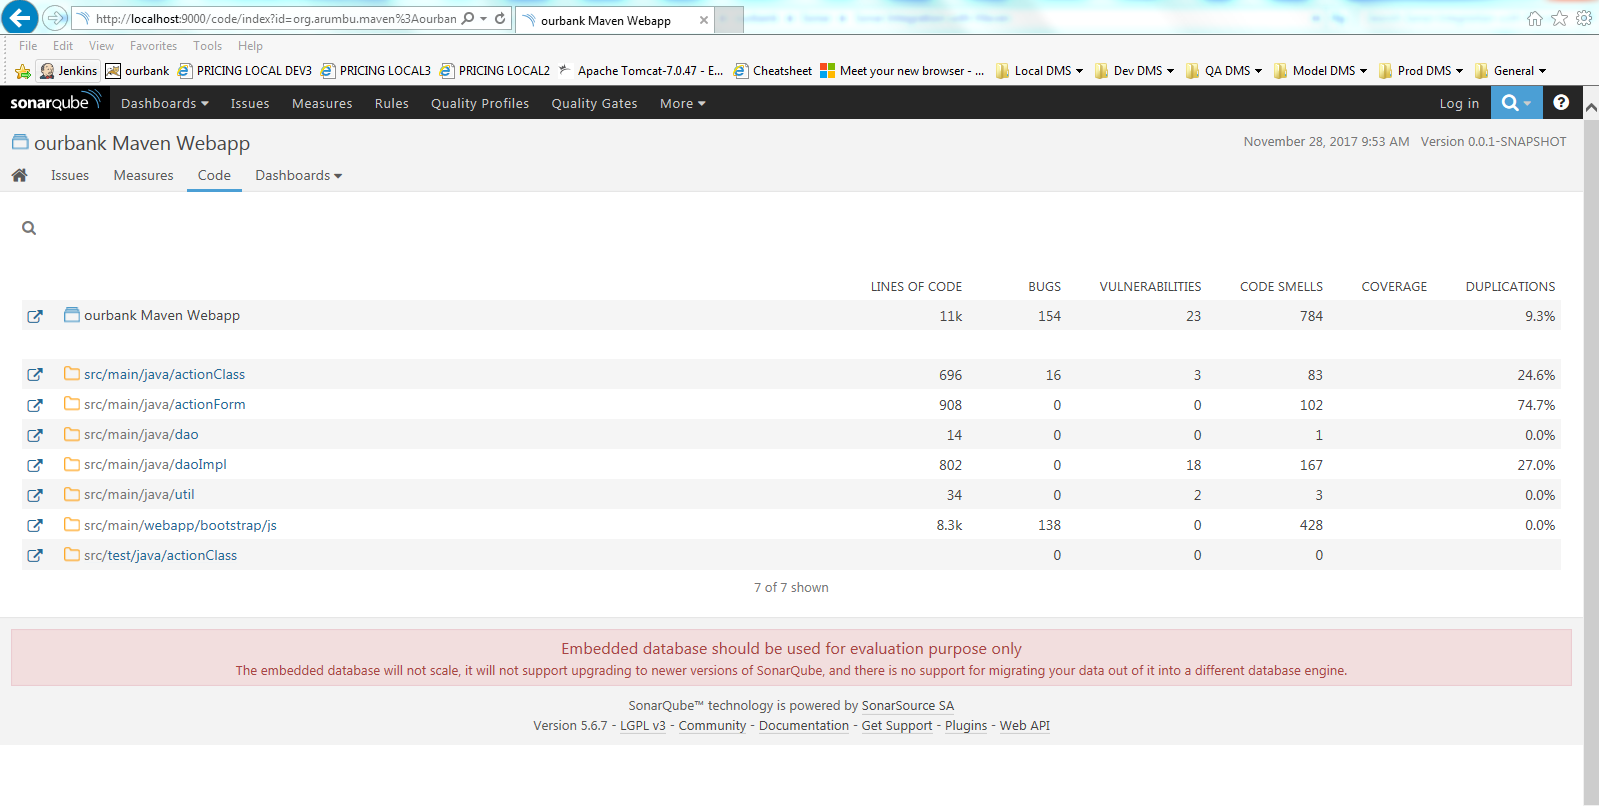 http://localhost:9000/code/index?id=org.arumbu.maven%3Aourban
ourbank Maven Webapp
File Edit View Favorites Tools Help
Jenkins ourbank PRICING LOCAL DEV3 PRICING LOCAL3 PRICING LOCAL2 Apache Tomcat-7.0.47 - E... Cheatsheet Meet your new browser - ... Local DMS Dev DMS QA DMS Model DMS Prod DMS General
sonarqube Dashboards Issues Measures Rules Quality Profiles Quality Gates More Log in
ourbank Maven Webapp November 28, 2017 9:53 AM Version 0.0.1-SNAPSHOT
Issues Measures Code Dashboards
LINES OF CODE BUGS VULNERABILITIES CODE SMELLS COVERAGE DUPLICATIONS
ourbank Maven Webapp 11k 154 23 784 9.3%
src/main/java/actionClass 696 16 3 83 24.6%
src/main/java/actionForm 908 0 0 102 74.7%
src/main/java/dao 14 0 0 1 0.0%
src/main/java/daoImpl 802 0 18 167 27.0%
src/main/java/util 34 0 2 3 0.0%
src/main/webapp/bootstrap/js 8.3k 138 0 428 0.0%
src/test/java/actionClass 0 0 0
7 of 7 shown
Embedded database should be used for evaluation purpose only
The embedded database will not scale, it will not support upgrading to newer versions of SonarQube, and there is no support for migrating your data out of it into a different database engine.
SonarQube™ technology is powered by SonarSource SA
Version 5.6.7 - LGPL v3 - Community - Documentation - Get Support - Plugins - Web API